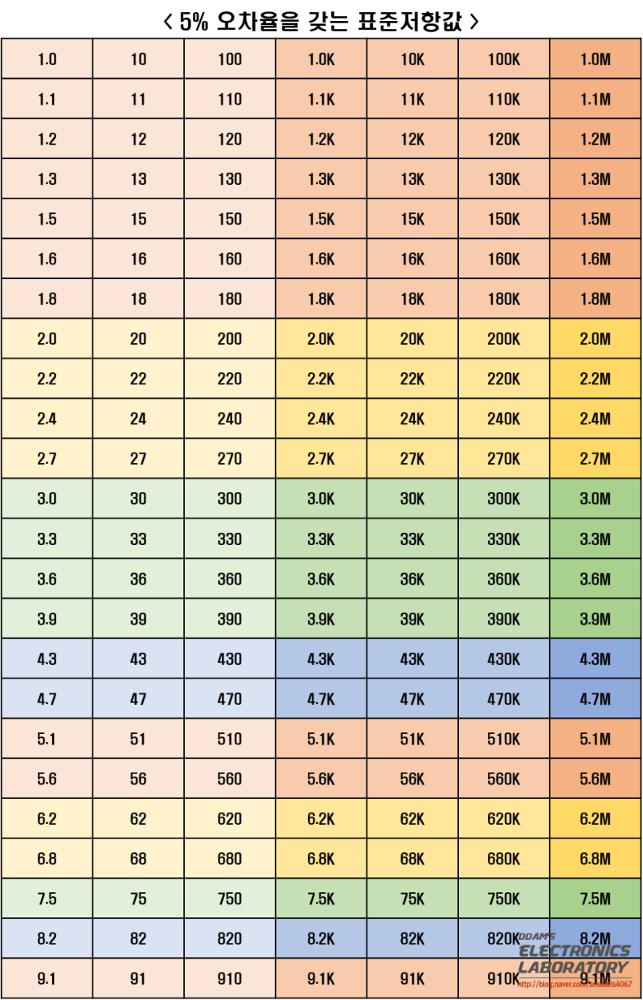 < 5% 오차율을 갖는 표준저항값 >
1.0 10 100 1.0K 10K 100K 1.0M
1.1 11 110 1.1K 11K 110K 1.1M
1.2 12 120 1.2K 12K 120K 1.2M
1.3 13 130 1.3K 13K 130K 1.3M
1.5 15 150 1.5K 15K 150K 1.5M
1.6 16 160 1.6K 16K 160K 1.6M
1.8 18 180 1.8K 18K 180K 1.8M
2.0 20 200 2.0K 20K 200K 2.0M
2.2 22 220 2.2K 22K 220K 2.2M
2.4 24 240 2.4K 24K 240K 2.4M
2.7 27 270 2.7K 27K 270K 2.7M
3.0 30 300 3.0K 30K 300K 3.0M
3.3 33 330 3.3K 33K 330K 3.3M
3.6 36 360 3.6K 36K 360K 3.6M
3.9 39 390 3.9K 39K 390K 3.9M
4.3 43 430 4.3K 43K 430K 4.3M
4.7 47 470 4.7K 47K 470K 4.7M
5.1 51 510 5.1K 51K 510K 5.1M
5.6 56 560 5.6K 56K 560K 5.6M
6.2 62 620 6.2K 62K 620K 6.2M
6.8 68 680 6.8K 68K 680K 6.8M
7.5 75 750 7.5K 75K 750K 7.5M
8.2 82 820 8.2K 82K 820K 8.2M
9.1 91 910 9.1K 91K 910K 9.1M
DDAM'S
ELECTRONICS
LABORATORY